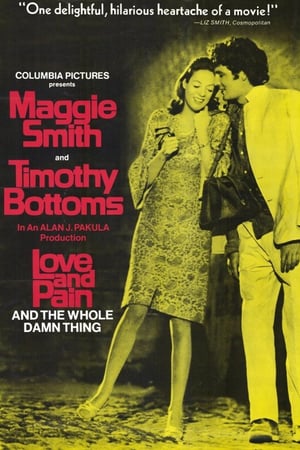 "One delightful, hilarious heartache of a movie!"
—LIZ SMITH, Cosmopolitan
COLUMBIA PICTURES
presents
Maggie
Smith
and
Timothy
Bottoms
In An ALAN J. PAKULA
Production
Love
and
Pain
AND THE WHOLE
DAMN THING